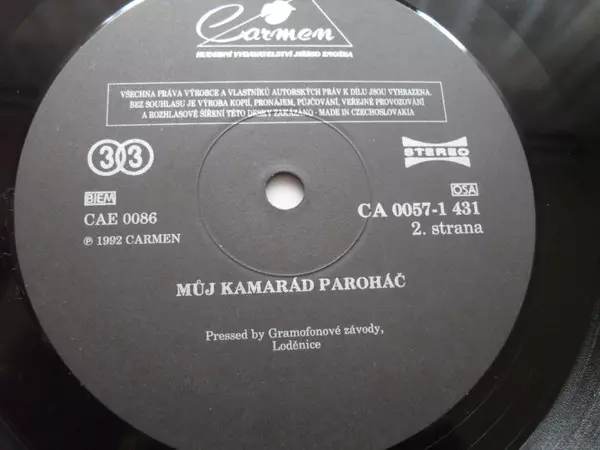 Carmen
HUDEBNÍ VYDAVATELSTVÍ JIŘÍHO SMOŽKA
VŠECHNA PRÁVA VÝROBCE A VLASTNÍKŮ AUTORSKÝCH PRÁV K DÍLU JSOU VYHRAZENA.
BEZ SOUHLASU JE VÝROBA KOPIÍ, PRONÁJEM, PŮJČOVÁNÍ, VEŘEJNÉ PROVOZOVÁNÍ
A ROZHLASOVÉ ŠÍŘENÍ TÉTO DESKY ZAKÁZÁNO - MADE IN CZECHOSLOVAKIA
33
STEREO
BIEM
OSA
CAE 0086
CA 0057-1 431
℗ 1992 CARMEN
2. strana
MŮJ KAMARÁD PAROHÁČ
Pressed by Gramofonové závody,
Loděnice